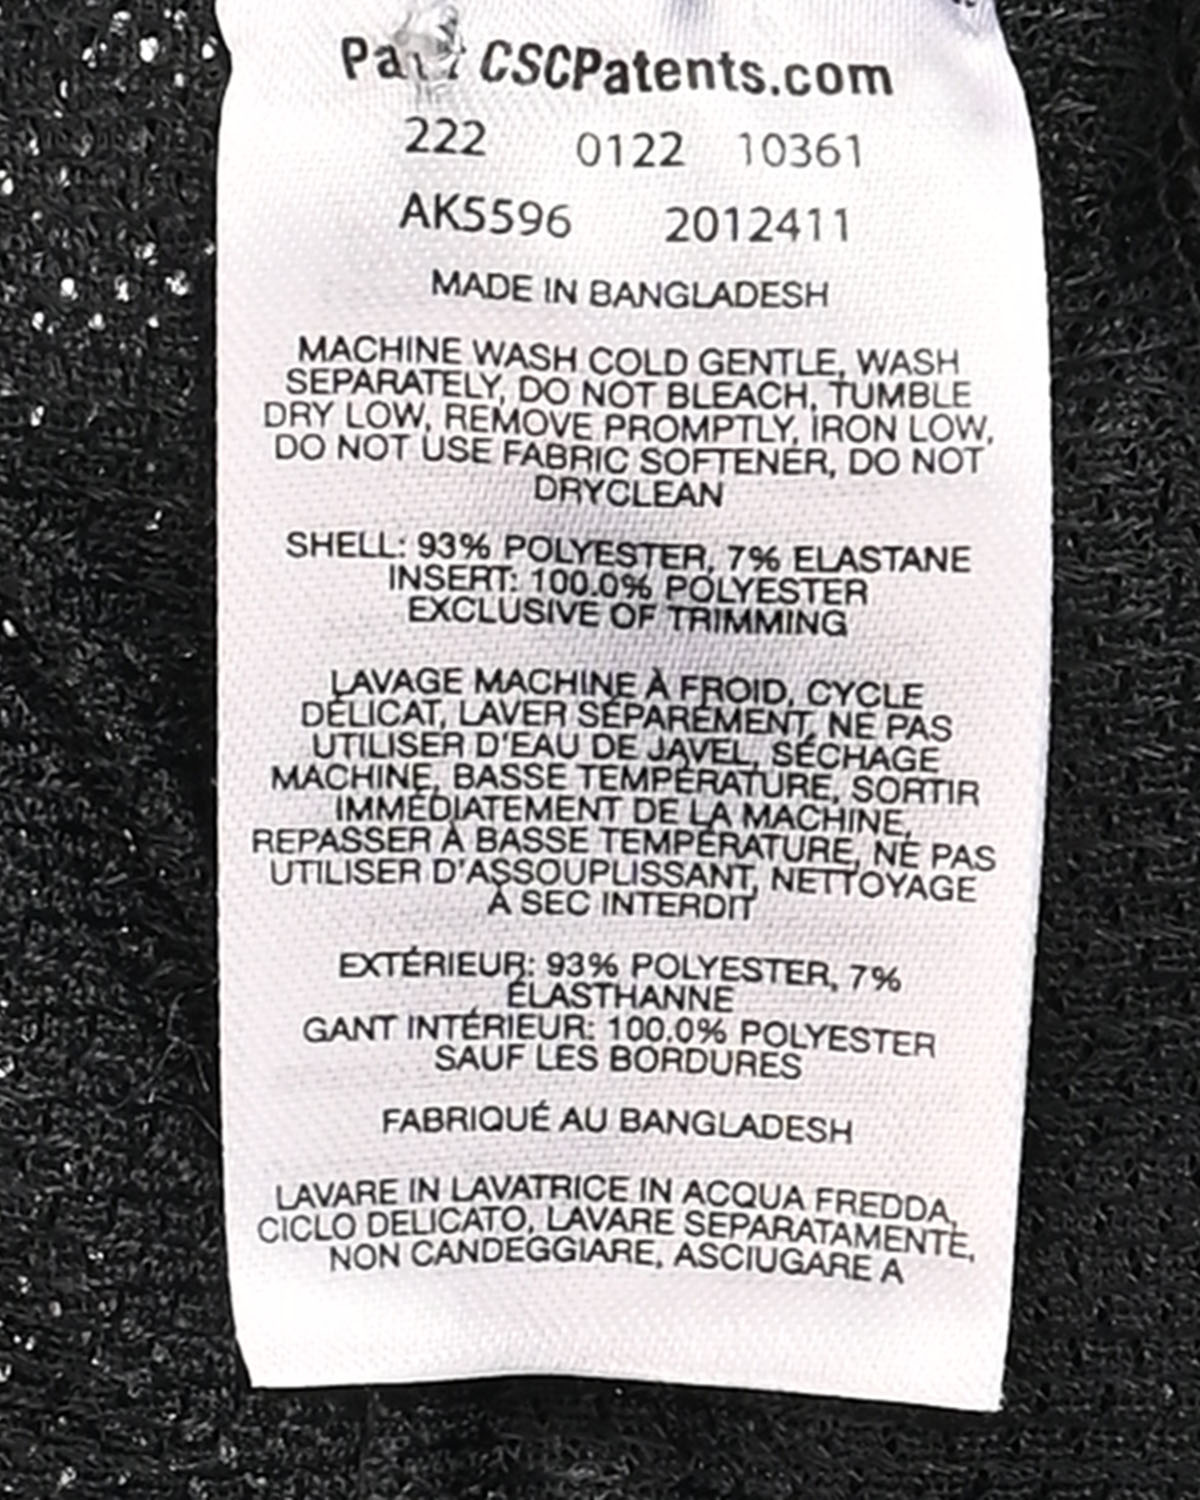 CSCPatents.com
222 0122 10361
AK5596 2012411
MADE IN BANGLADESH
MACHINE WASH COLD GENTLE, WASH
SEPARATELY, DO NOT BLEACH, TUMBLE
DRY LOW, REMOVE PROMPTLY, IRON LOW,
DO NOT USE FABRIC SOFTENER, DO NOT
DRYCLEAN
SHELL: 93% POLYESTER, 7% ELASTANE
INSERT: 100.0% POLYESTER
EXCLUSIVE OF TRIMMING
LAVAGE MACHINE À FROID, CYCLE
DÉLICAT, LAVER SÉPARÉMENT, NE PAS
UTILISER D'EAU DE JAVEL, SÉCHAGE
MACHINE, BASSE TEMPÉRATURE, SORTIR
IMMÉDIATEMENT DE LA MACHINE,
REPASSER À BASSE TEMPÉRATURE, NE PAS
UTILISER D'ASSOUPLISSANT, NETTOYAGE
À SEC INTERDIT
EXTÉRIEUR: 93% POLYESTER, 7%
ÉLASTHANNE
GANT INTÉRIEUR: 100.0% POLYESTER
SAUF LES BORDURES
FABRIQUÉ AU BANGLADESH
LAVARE IN LAVATRICE IN ACQUA FREDDA,
CICLO DELICATO, LAVARE SEPARATAMENTE,
NON CANDEGGIARE, ASCIUGARE A